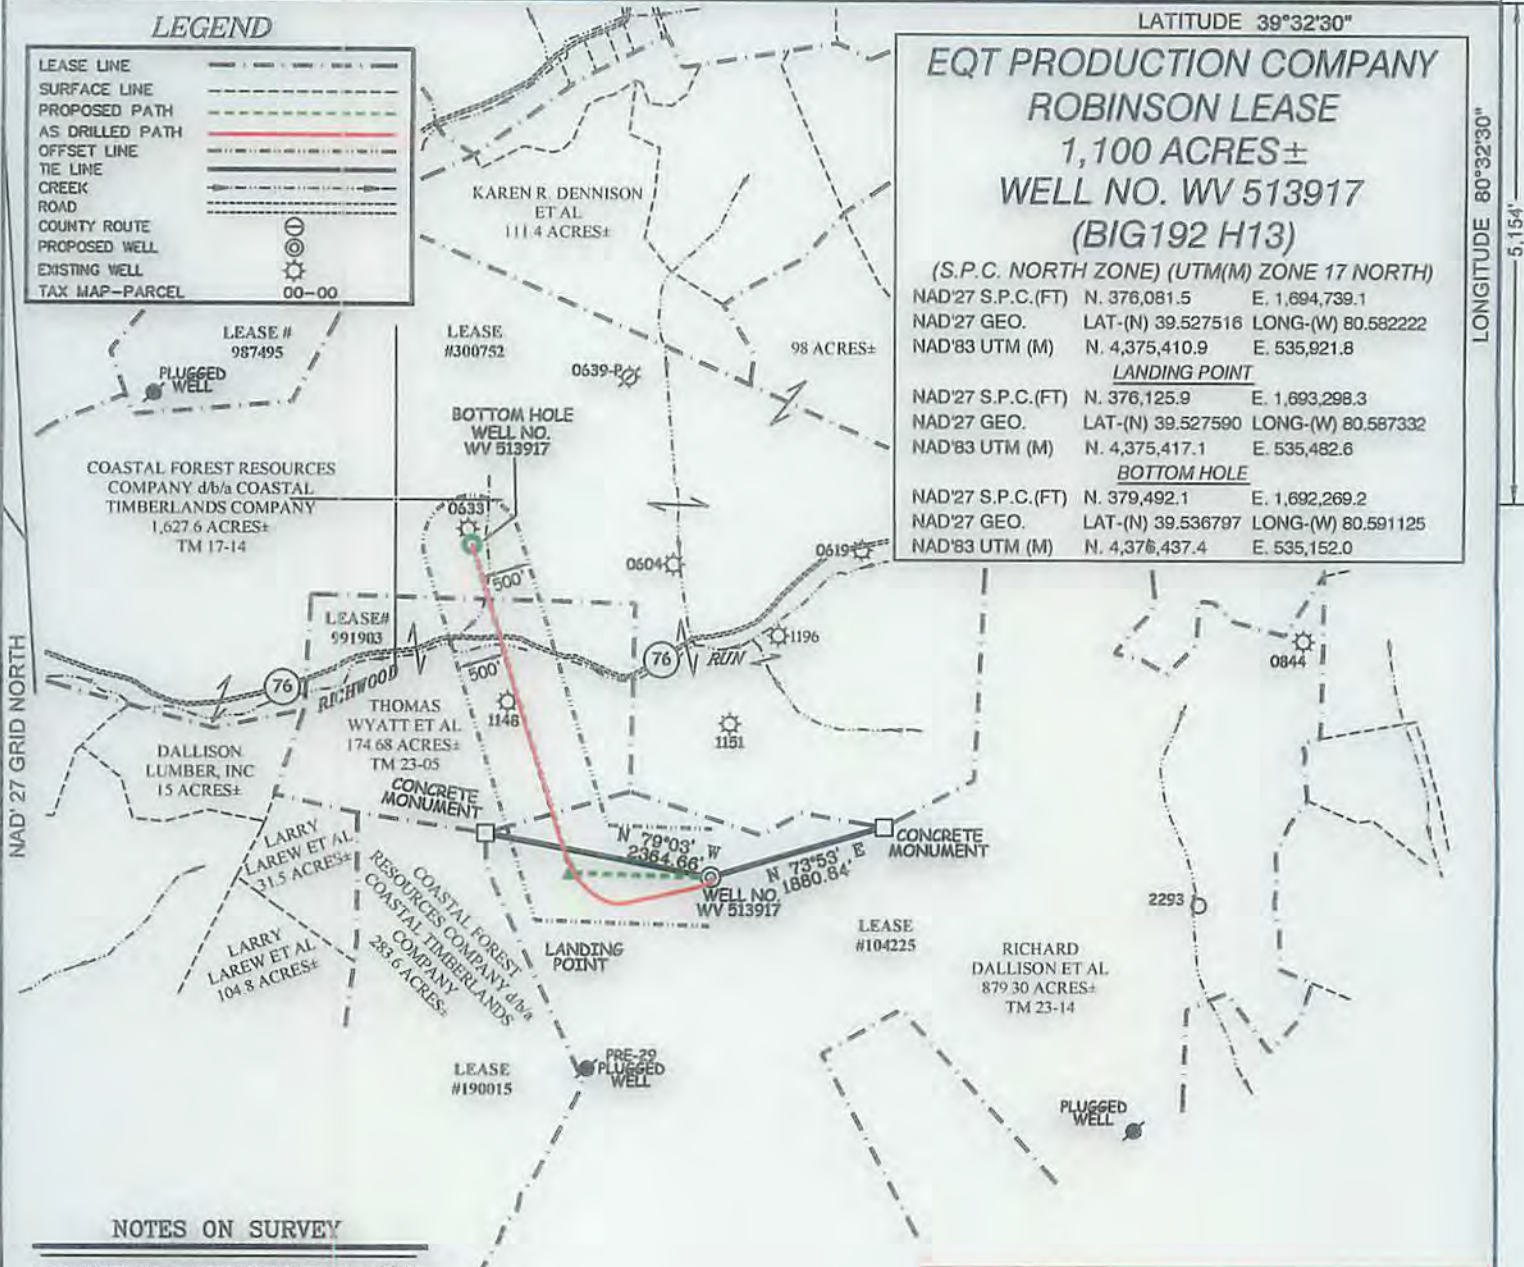 LEGEND
LEASE LINE
SURFACE LINE
PROPOSED PATH
AS DRILLED PATH
OFFSET LINE
TIE LINE
CREEK
ROAD
COUNTY ROUTE
PROPOSED WELL
EXISTING WELL
TAX MAP-PARCEL 00-00
LATITUDE 39°32'30"
EQT PRODUCTION COMPANY
ROBINSON LEASE
1,100 ACRES±
WELL NO. WV 513917
(BIG192 H13)
(S.P.C. NORTH ZONE) (UTM(M) ZONE 17 NORTH)
NAD'27 S.P.C.(FT) N. 376,081.5 E. 1,694,739.1
NAD'27 GEO. LAT-(N) 39.527516 LONG-(W) 80.582222
NAD'83 UTM (M) N. 4,375,410.9 E. 535,921.8
LANDING POINT
NAD'27 S.P.C.(FT) N. 376,125.9 E. 1,693,298.3
NAD'27 GEO. LAT-(N) 39.527590 LONG-(W) 80.587332
NAD'83 UTM (M) N. 4,375,417.1 E. 535,482.6
BOTTOM HOLE
NAD'27 S.P.C.(FT) N. 379,492.1 E. 1,692,269.2
NAD'27 GEO. LAT-(N) 39.536797 LONG-(W) 80.591125
NAD'83 UTM (M) N. 4,376,437.4 E. 535,152.0
LONGITUDE 80°32'30"
5,154'
KAREN R. DENNISON
ET AL
111.4 ACRES±
LEASE #
987495
LEASE
#300752
98 ACRES±
PLUGGED
WELL
0639-P
BOTTOM HOLE
WELL NO.
WV 513917
COASTAL FOREST RESOURCES
COMPANY d/b/a COASTAL
TIMBERLANDS COMPANY
1,627.6 ACRES±
TM 17-14
0633
0604
0619
500'
LEASE#
991903
1196
0844
76
RUN
76
RICHWOOD
500'
1148
1151
THOMAS
WYATT ET AL
174.68 ACRES±
TM 23-05
NAD'27 GRID NORTH
DALLISON
LUMBER, INC
15 ACRES±
CONCRETE
MONUMENT
LARRY
LAREW ET AL
31.5 ACRES±
N 79°03' W
2364.66'
N 73°53' E
1880.84'
CONCRETE
MONUMENT
WELL NO.
WV 513917
COASTAL FOREST
RESOURCES COMPANY d/b/a
COASTAL TIMBERLANDS
COMPANY
283.6 ACRES±
LARRY
LAREW ET AL
104.8 ACRES±
LANDING
POINT
LEASE
#104225
2293
RICHARD
DALLISON ET AL
879.30 ACRES±
TM 23-14
LEASE
#190015
PRE-29
PLUGGED
WELL
PLUGGED
WELL
NOTES ON SURVEY